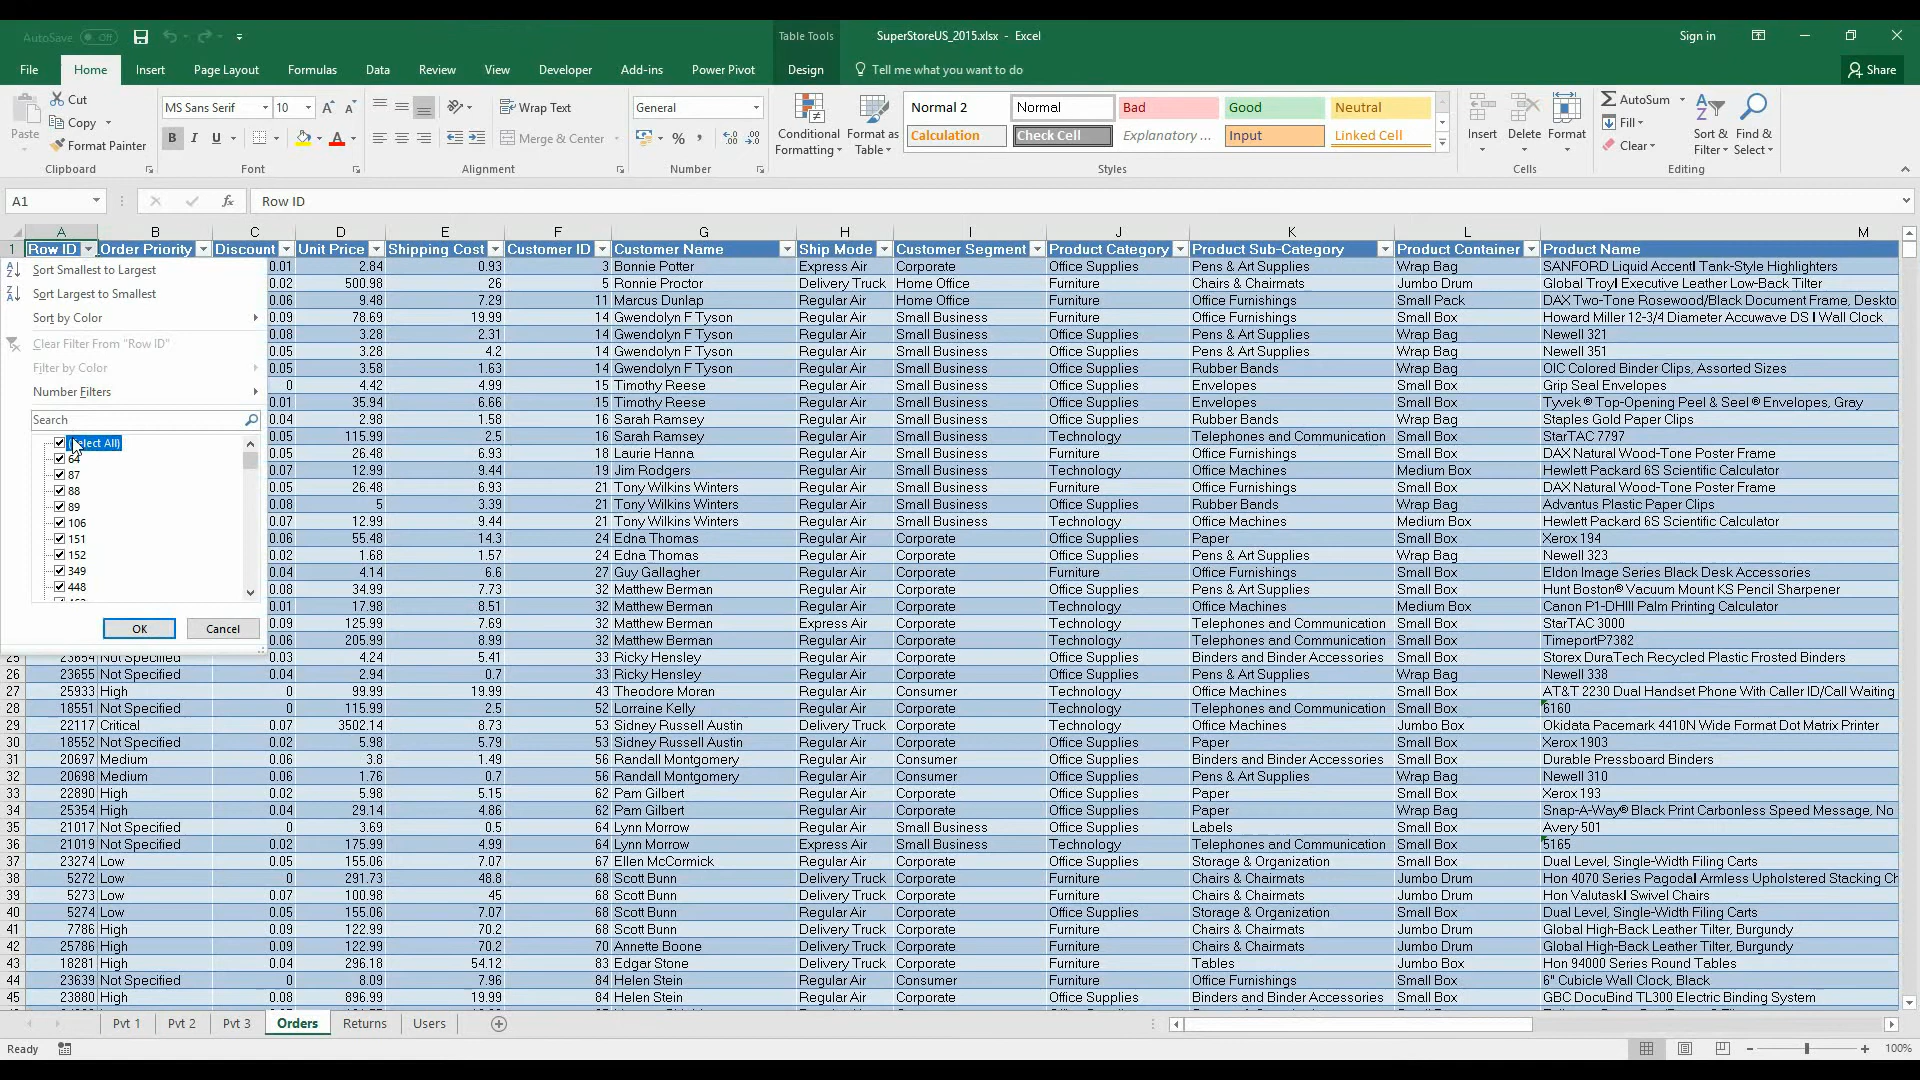 AutoSave Off
Table Tools
SuperStoreUS_2015.xlsx - Excel
Sign in
File Home Insert Page Layout Formulas Data Review View Developer Add-ins Power Pivot Design Tell me what you want to do Share
Paste
Cut
Copy
Format Painter
Clipboard
MS Sans Serif 10
B I U
Font
Wrap Text
Merge & Center
Alignment
General
Number
Conditional Formatting
Format as Table
Normal 2 Normal Bad Good Neutral
Calculation Check Cell Explanatory ... Input Linked Cell
Styles
Insert Delete Format
Cells
AutoSum
Fill
Clear
Sort & Filter
Find & Select
Editing
A1 fx Row ID
A B C D E F G H I J K L M
1 Row ID Order Priority Discount Unit Price Shipping Cost Customer ID Customer Name Ship Mode Customer Segment Product Category Product Sub-Category Product Container Product Name
Sort Smallest to Largest
Sort Largest to Smallest
Sort by Color
Clear Filter From "Row ID"
Filter by Color
Number Filters
Search
(Select All)
64
87
88
89
106
151
152
349
448
OK Cancel
0.01 2.84 0.93 3 Bonnie Potter Express Air Corporate Office Supplies Pens & Art Supplies Wrap Bag SANFORD Liquid Accent Tank-Style Highlighters
0.02 500.98 26 5 Ronnie Proctor Delivery Truck Home Office Furniture Chairs & Chairmats Jumbo Drum Global Troy Executive Leather Low-Back Tilter
0.06 9.48 7.29 11 Marcus Dunlap Regular Air Home Office Furniture Office Furnishings Small Pack DAX Two-Tone Rosewood/Black Document Frame, Deskto
0.09 78.69 19.99 14 Gwendolyn F Tyson Regular Air Small Business Furniture Office Furnishings Small Box Howard Miller 12-3/4 Diameter Accuwave DS Wall Clock
0.08 3.28 2.31 14 Gwendolyn F Tyson Regular Air Small Business Office Supplies Pens & Art Supplies Wrap Bag Newell 321
0.05 3.28 4.2 14 Gwendolyn F Tyson Regular Air Small Business Office Supplies Pens & Art Supplies Wrap Bag Newell 351
0.05 3.58 1.63 14 Gwendolyn F Tyson Regular Air Small Business Office Supplies Rubber Bands Wrap Bag OIC Colored Binder Clips, Assorted Sizes
0 4.42 4.99 15 Timothy Reese Regular Air Small Business Office Supplies Envelopes Small Box Grip Seal Envelopes
0.01 35.94 6.66 15 Timothy Reese Regular Air Small Business Office Supplies Envelopes Small Box Tyvek ® Top-Opening Peel & Seel ® Envelopes, Gray
0.04 2.98 1.58 16 Sarah Ramsey Regular Air Small Business Office Supplies Rubber Bands Wrap Bag Staples Gold Paper Clips
0.05 115.99 2.5 16 Sarah Ramsey Regular Air Small Business Technology Telephones and Communication Small Box StarTAC 7797
0.05 26.48 6.93 18 Laurie Hanna Regular Air Small Business Furniture Office Furnishings Small Box DAX Natural Wood-Tone Poster Frame
0.07 12.99 9.44 19 Jim Rodgers Regular Air Small Business Technology Office Machines Medium Box Hewlett Packard 6S Scientific Calculator
0.05 26.48 6.93 21 Tony Wilkins Winters Regular Air Small Business Furniture Office Furnishings Small Box DAX Natural Wood-Tone Poster Frame
0.08 5 3.39 21 Tony Wilkins Winters Regular Air Small Business Office Supplies Rubber Bands Wrap Bag Advantus Plastic Paper Clips
0.07 12.99 9.44 21 Tony Wilkins Winters Regular Air Small Business Technology Office Machines Medium Box Hewlett Packard 6S Scientific Calculator
0.06 55.48 14.3 24 Edna Thomas Regular Air Corporate Office Supplies Paper Small Box Xerox 194
0.02 1.68 1.57 24 Edna Thomas Regular Air Corporate Office Supplies Pens & Art Supplies Wrap Bag Newell 323
0.04 4.14 6.6 27 Guy Gallagher Regular Air Corporate Furniture Office Furnishings Small Box Eldon Image Series Black Desk Accessories
0.08 34.99 7.73 32 Matthew Berman Regular Air Corporate Office Supplies Pens & Art Supplies Small Box Hunt Boston® Vacuum Mount KS Pencil Sharpener
0.01 17.98 8.51 32 Matthew Berman Regular Air Corporate Technology Office Machines Medium Box Canon P1-DHIII Palm Printing Calculator
0.09 125.99 7.69 32 Matthew Berman Express Air Corporate Technology Telephones and Communication Small Box StarTAC 3000
0.06 205.99 8.99 32 Matthew Berman Regular Air Corporate Technology Telephones and Communication Small Box TimeportP7382
25 23654 Not Specified 0.03 4.24 5.41 33 Ricky Hensley Regular Air Corporate Office Supplies Binders and Binder Accessories Small Box Storex DuraTech Recycled Plastic Frosted Binders
26 23655 Not Specified 0.04 2.94 0.7 33 Ricky Hensley Regular Air Corporate Office Supplies Pens & Art Supplies Wrap Bag Newell 338
27 25933 High 0 99.99 19.99 43 Theodore Moran Regular Air Consumer Technology Office Machines Small Box AT&T 2230 Dual Handset Phone With Caller ID/Call Waiting
28 18551 Not Specified 0 115.99 2.5 52 Lorraine Kelly Regular Air Consumer Technology Telephones and Communication Small Box 6160
29 22117 Critical 0.07 3502.14 8.73 53 Sidney Russell Austin Delivery Truck Corporate Technology Office Machines Jumbo Box Okidata Pacemark 4410N Wide Format Dot Matrix Printer
30 18552 Not Specified 0.02 5.98 5.79 53 Sidney Russell Austin Regular Air Corporate Office Supplies Paper Small Box Xerox 1903
31 20697 Medium 0.06 3.8 1.49 56 Randall Montgomery Regular Air Consumer Office Supplies Binders and Binder Accessories Small Box Durable Pressboard Binders
32 20698 Medium 0.06 1.76 0.7 56 Randall Montgomery Regular Air Consumer Office Supplies Pens & Art Supplies Wrap Bag Newell 310
33 22890 High 0.02 5.98 5.15 62 Pam Gilbert Regular Air Corporate Office Supplies Paper Small Box Xerox 193
34 25354 High 0.04 29.14 4.86 62 Pam Gilbert Regular Air Corporate Office Supplies Paper Wrap Bag Snap-A-Way® Black Print Carbonless Speed Message, No
35 21017 Not Specified 0 3.69 0.5 64 Lynn Morrow Regular Air Small Business Office Supplies Labels Small Box Avery 501
36 21019 Not Specified 0.02 175.99 4.99 64 Lynn Morrow Express Air Small Business Technology Telephones and Communication Small Box 5165
37 23274 Low 0.05 155.06 7.07 67 Ellen McCormick Regular Air Corporate Office Supplies Storage & Organization Small Box Dual Level, Single-Width Filing Carts
38 5272 Low 0 291.73 48.8 68 Scott Bunn Delivery Truck Corporate Furniture Chairs & Chairmats Jumbo Drum Hon 4070 Series Pagoda Armless Upholstered Stacking Ch
39 5273 Low 0.07 100.98 45 68 Scott Bunn Delivery Truck Corporate Furniture Chairs & Chairmats Jumbo Drum Hon Valutask Swivel Chairs
40 5274 Low 0.05 155.06 7.07 68 Scott Bunn Regular Air Corporate Office Supplies Storage & Organization Small Box Dual Level, Single-Width Filing Carts
41 7786 High 0.09 122.99 70.2 68 Scott Bunn Delivery Truck Corporate Furniture Chairs & Chairmats Jumbo Drum Global High-Back Leather Tilter, Burgundy
42 25786 High 0.09 122.99 70.2 70 Annette Boone Delivery Truck Corporate Furniture Chairs & Chairmats Jumbo Drum Global High-Back Leather Tilter, Burgundy
43 18281 High 0.04 296.18 54.12 83 Edgar Stone Delivery Truck Corporate Furniture Tables Jumbo Box Hon 94000 Series Round Tables
44 23639 Not Specified 0 8.09 7.96 84 Helen Stein Regular Air Corporate Furniture Office Furnishings Small Box 6" Cubicle Wall Clock, Black
45 23880 High 0.08 896.99 19.99 84 Helen Stein Regular Air Corporate Office Supplies Binders and Binder Accessories Small Box GBC DocuBind TL300 Electric Binding System
Pvt 1 Pvt 2 Pvt 3 Orders Returns Users
Ready 100%